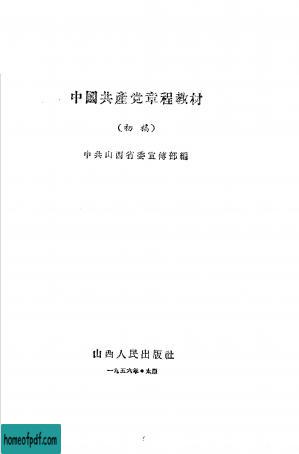 中國共產党章程教材
(初稿)
中共山西省委宣傳部編
山西人民出版社
一九五六年•太原
homeofpdf.com